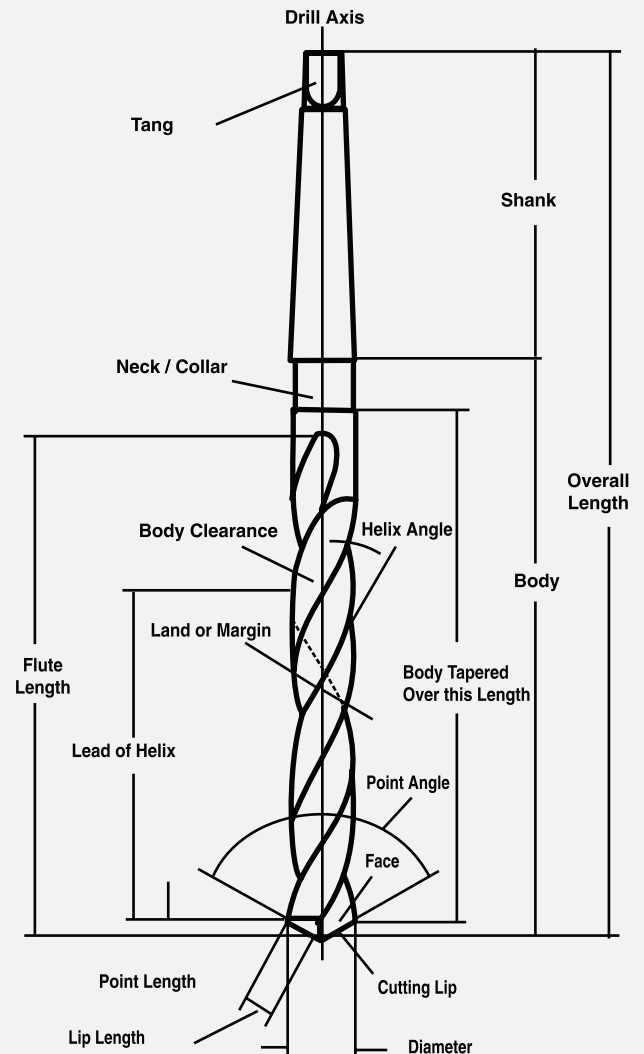 Drill Axis
Tang
Shank
Neck / Collar
Overall
Length
Body Clearance
Helix Angle
Body
Land or Margin
Flute
Length
Body Tapered
Over this Length
Lead of Helix
Point Angle
Face
Point Length
Cutting Lip
Lip Length
Diameter